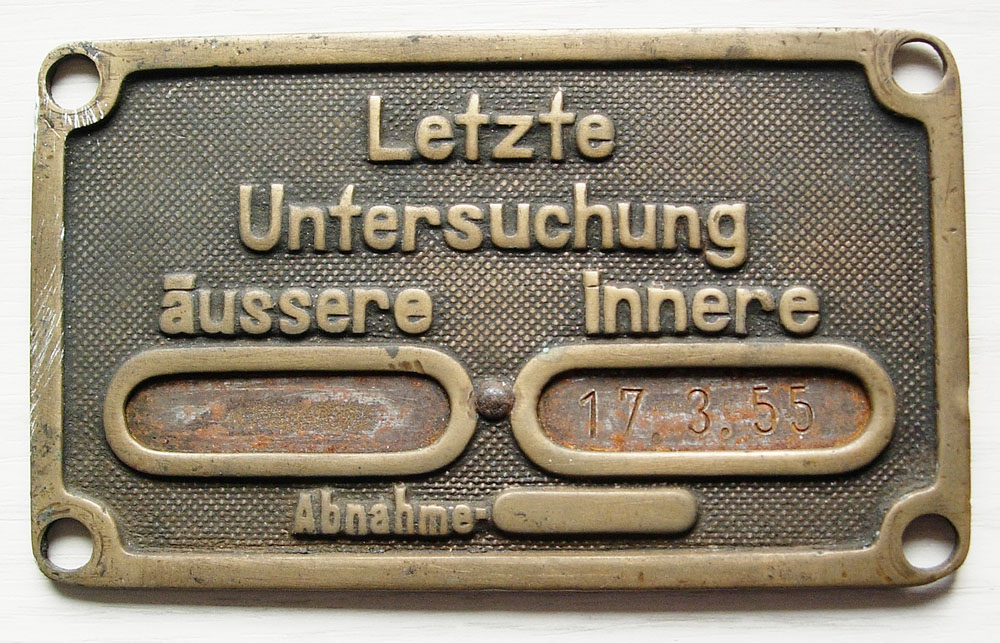 Letzte
Untersuchung
äussere innere
17.3.55
Abnahme-